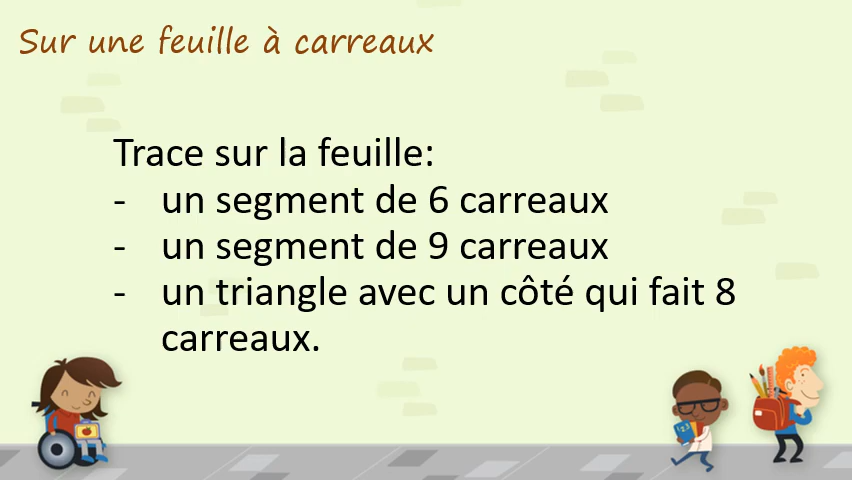 Sur une feuille à carreaux
Trace sur la feuille:
- un segment de 6 carreaux
- un segment de 9 carreaux
- un triangle avec un côté qui fait 8
carreaux.